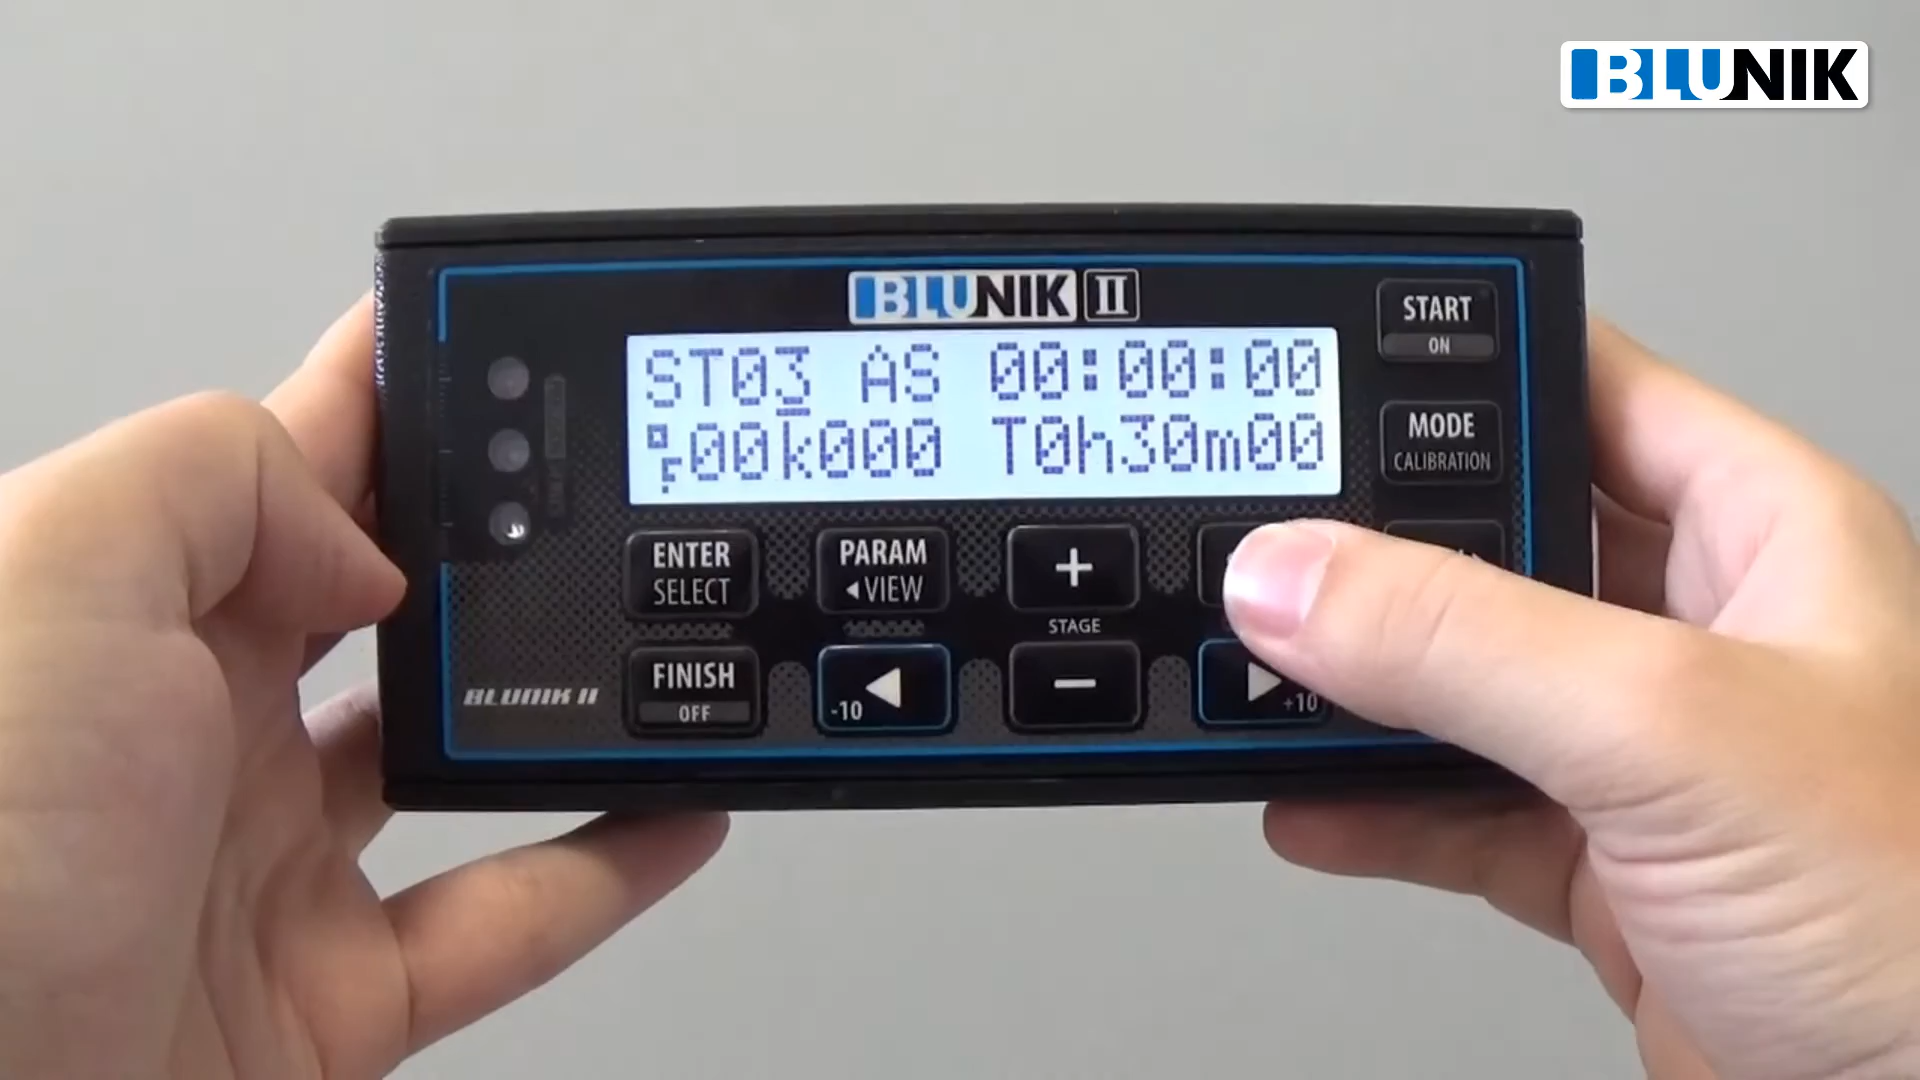 BLUNIK
BLUNIK II
START
ON
ST03 AS 00:00:00
MODE
CALIBRATION
00k000 T0h30m00
ENTER
SELECT
PARAM
◄VIEW
+
STAGE
FINISH
OFF
◄
-10
−
►
+10
BLUNIK II